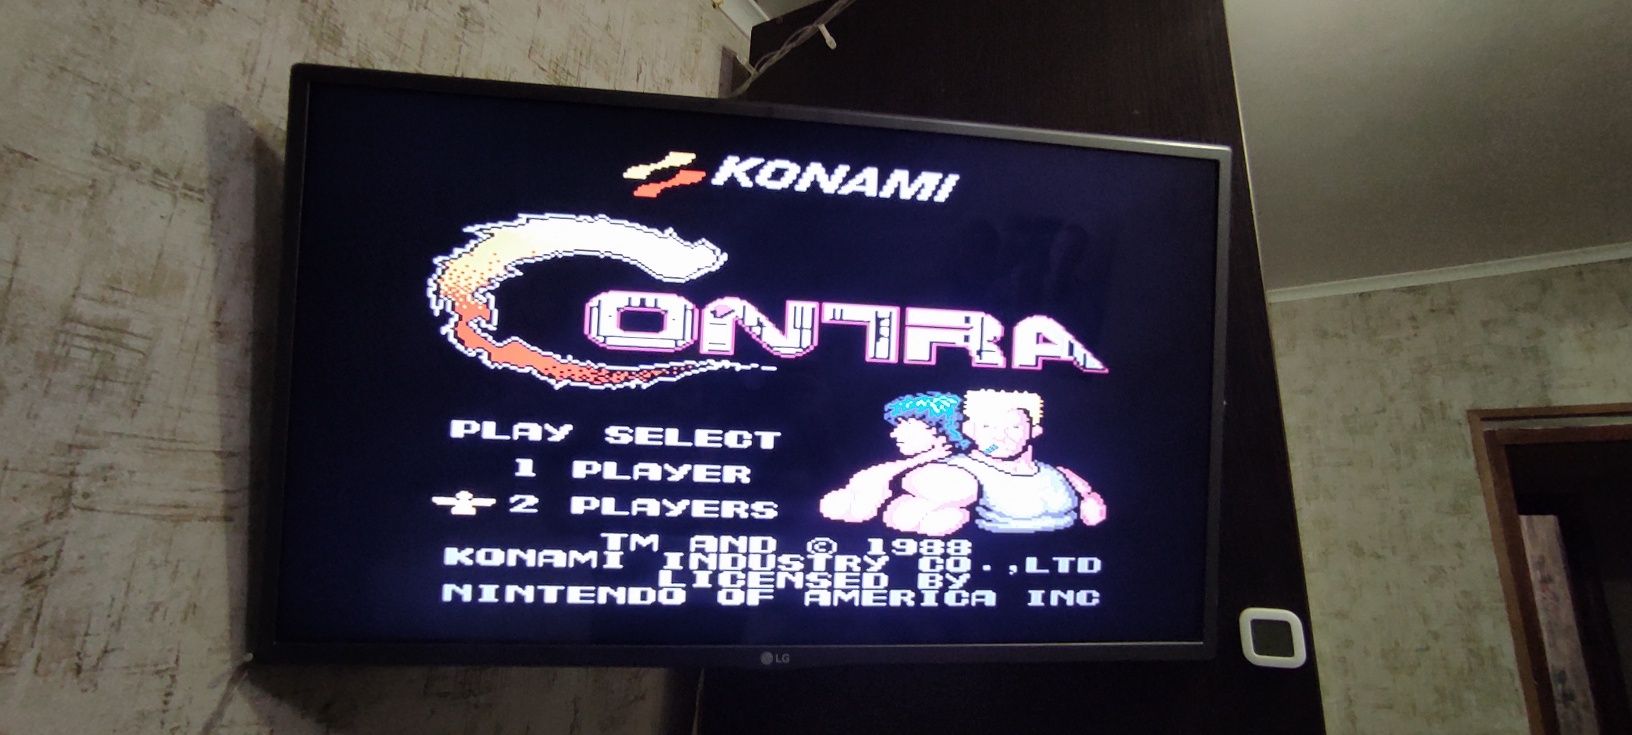 KONAMI
CONTRA
PLAY SELECT
1 PLAYER
2 PLAYERS
TM AND © 1988
KONAMI INDUSTRY CO.,LTD
LICENSED BY
NINTENDO OF AMERICA INC
LG